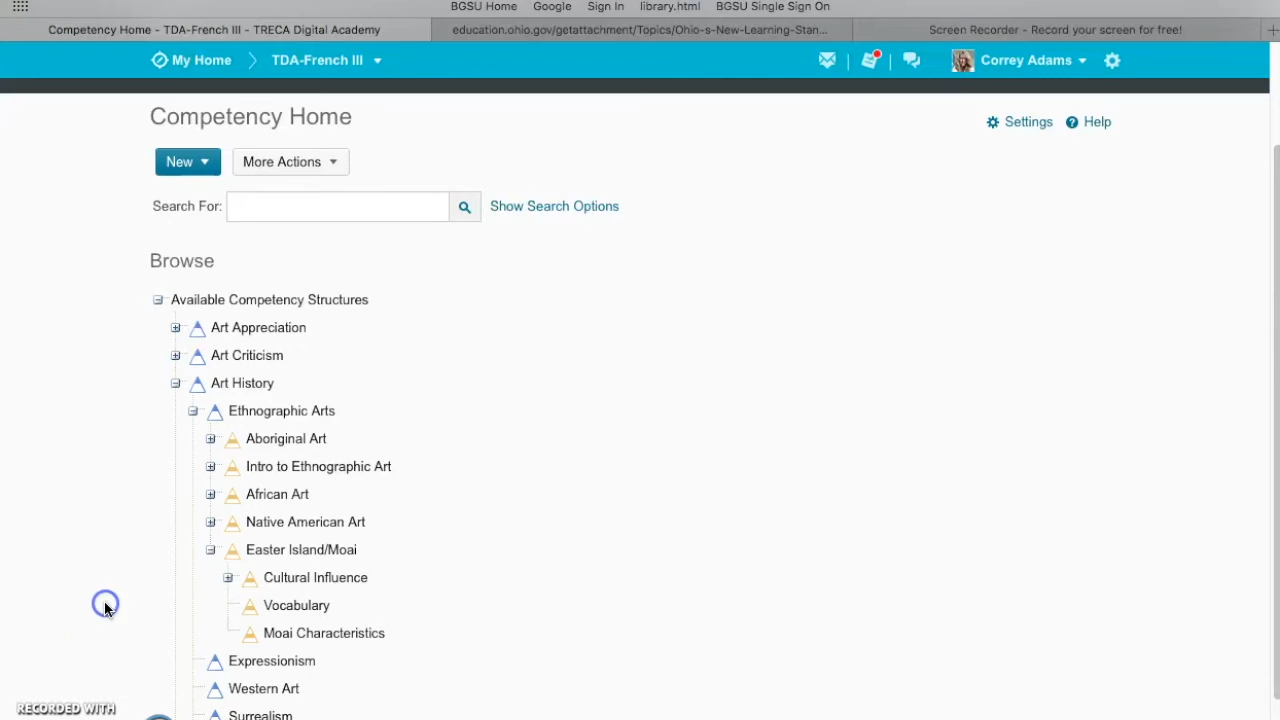 BGSU Home Google Sign In library.html BGSU Single Sign On
Competency Home - TDA-French III - TRECA Digital Academy education.ohio.gov/getattachment/Topics/Ohio-s-New-Learning-Stan... Screen Recorder - Record your screen for free!
My Home TDA-French III Correy Adams
Competency Home
Settings Help
New More Actions
Search For: Show Search Options
Browse
Available Competency Structures
Art Appreciation
Art Criticism
Art History
Ethnographic Arts
Aboriginal Art
Intro to Ethnographic Art
African Art
Native American Art
Easter Island/Moai
Cultural Influence
Vocabulary
Moai Characteristics
Expressionism
Western Art
Surrealism
RECORDED WITH